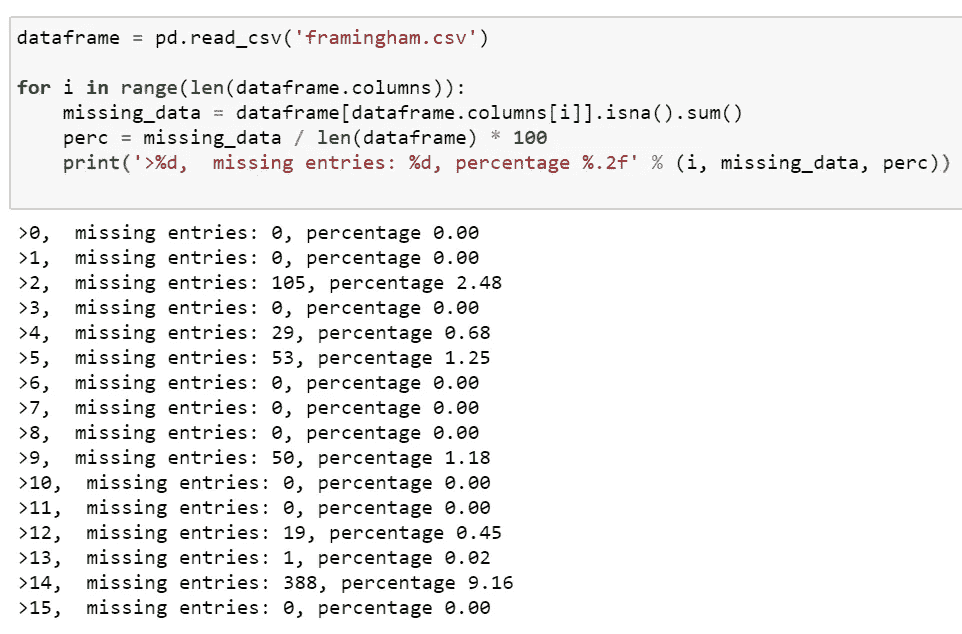 dataframe = pd.read_csv('framingham.csv')
for i in range(len(dataframe.columns)):
    missing_data = dataframe[dataframe.columns[i]].isna().sum()
    perc = missing_data / len(dataframe) * 100
    print('>%d,  missing entries: %d, percentage %.2f' % (i, missing_data, perc))
>0,  missing entries: 0, percentage 0.00
>1,  missing entries: 0, percentage 0.00
>2,  missing entries: 105, percentage 2.48
>3,  missing entries: 0, percentage 0.00
>4,  missing entries: 29, percentage 0.68
>5,  missing entries: 53, percentage 1.25
>6,  missing entries: 0, percentage 0.00
>7,  missing entries: 0, percentage 0.00
>8,  missing entries: 0, percentage 0.00
>9,  missing entries: 50, percentage 1.18
>10,  missing entries: 0, percentage 0.00
>11,  missing entries: 0, percentage 0.00
>12,  missing entries: 19, percentage 0.45
>13,  missing entries: 1, percentage 0.02
>14,  missing entries: 388, percentage 9.16
>15,  missing entries: 0, percentage 0.00